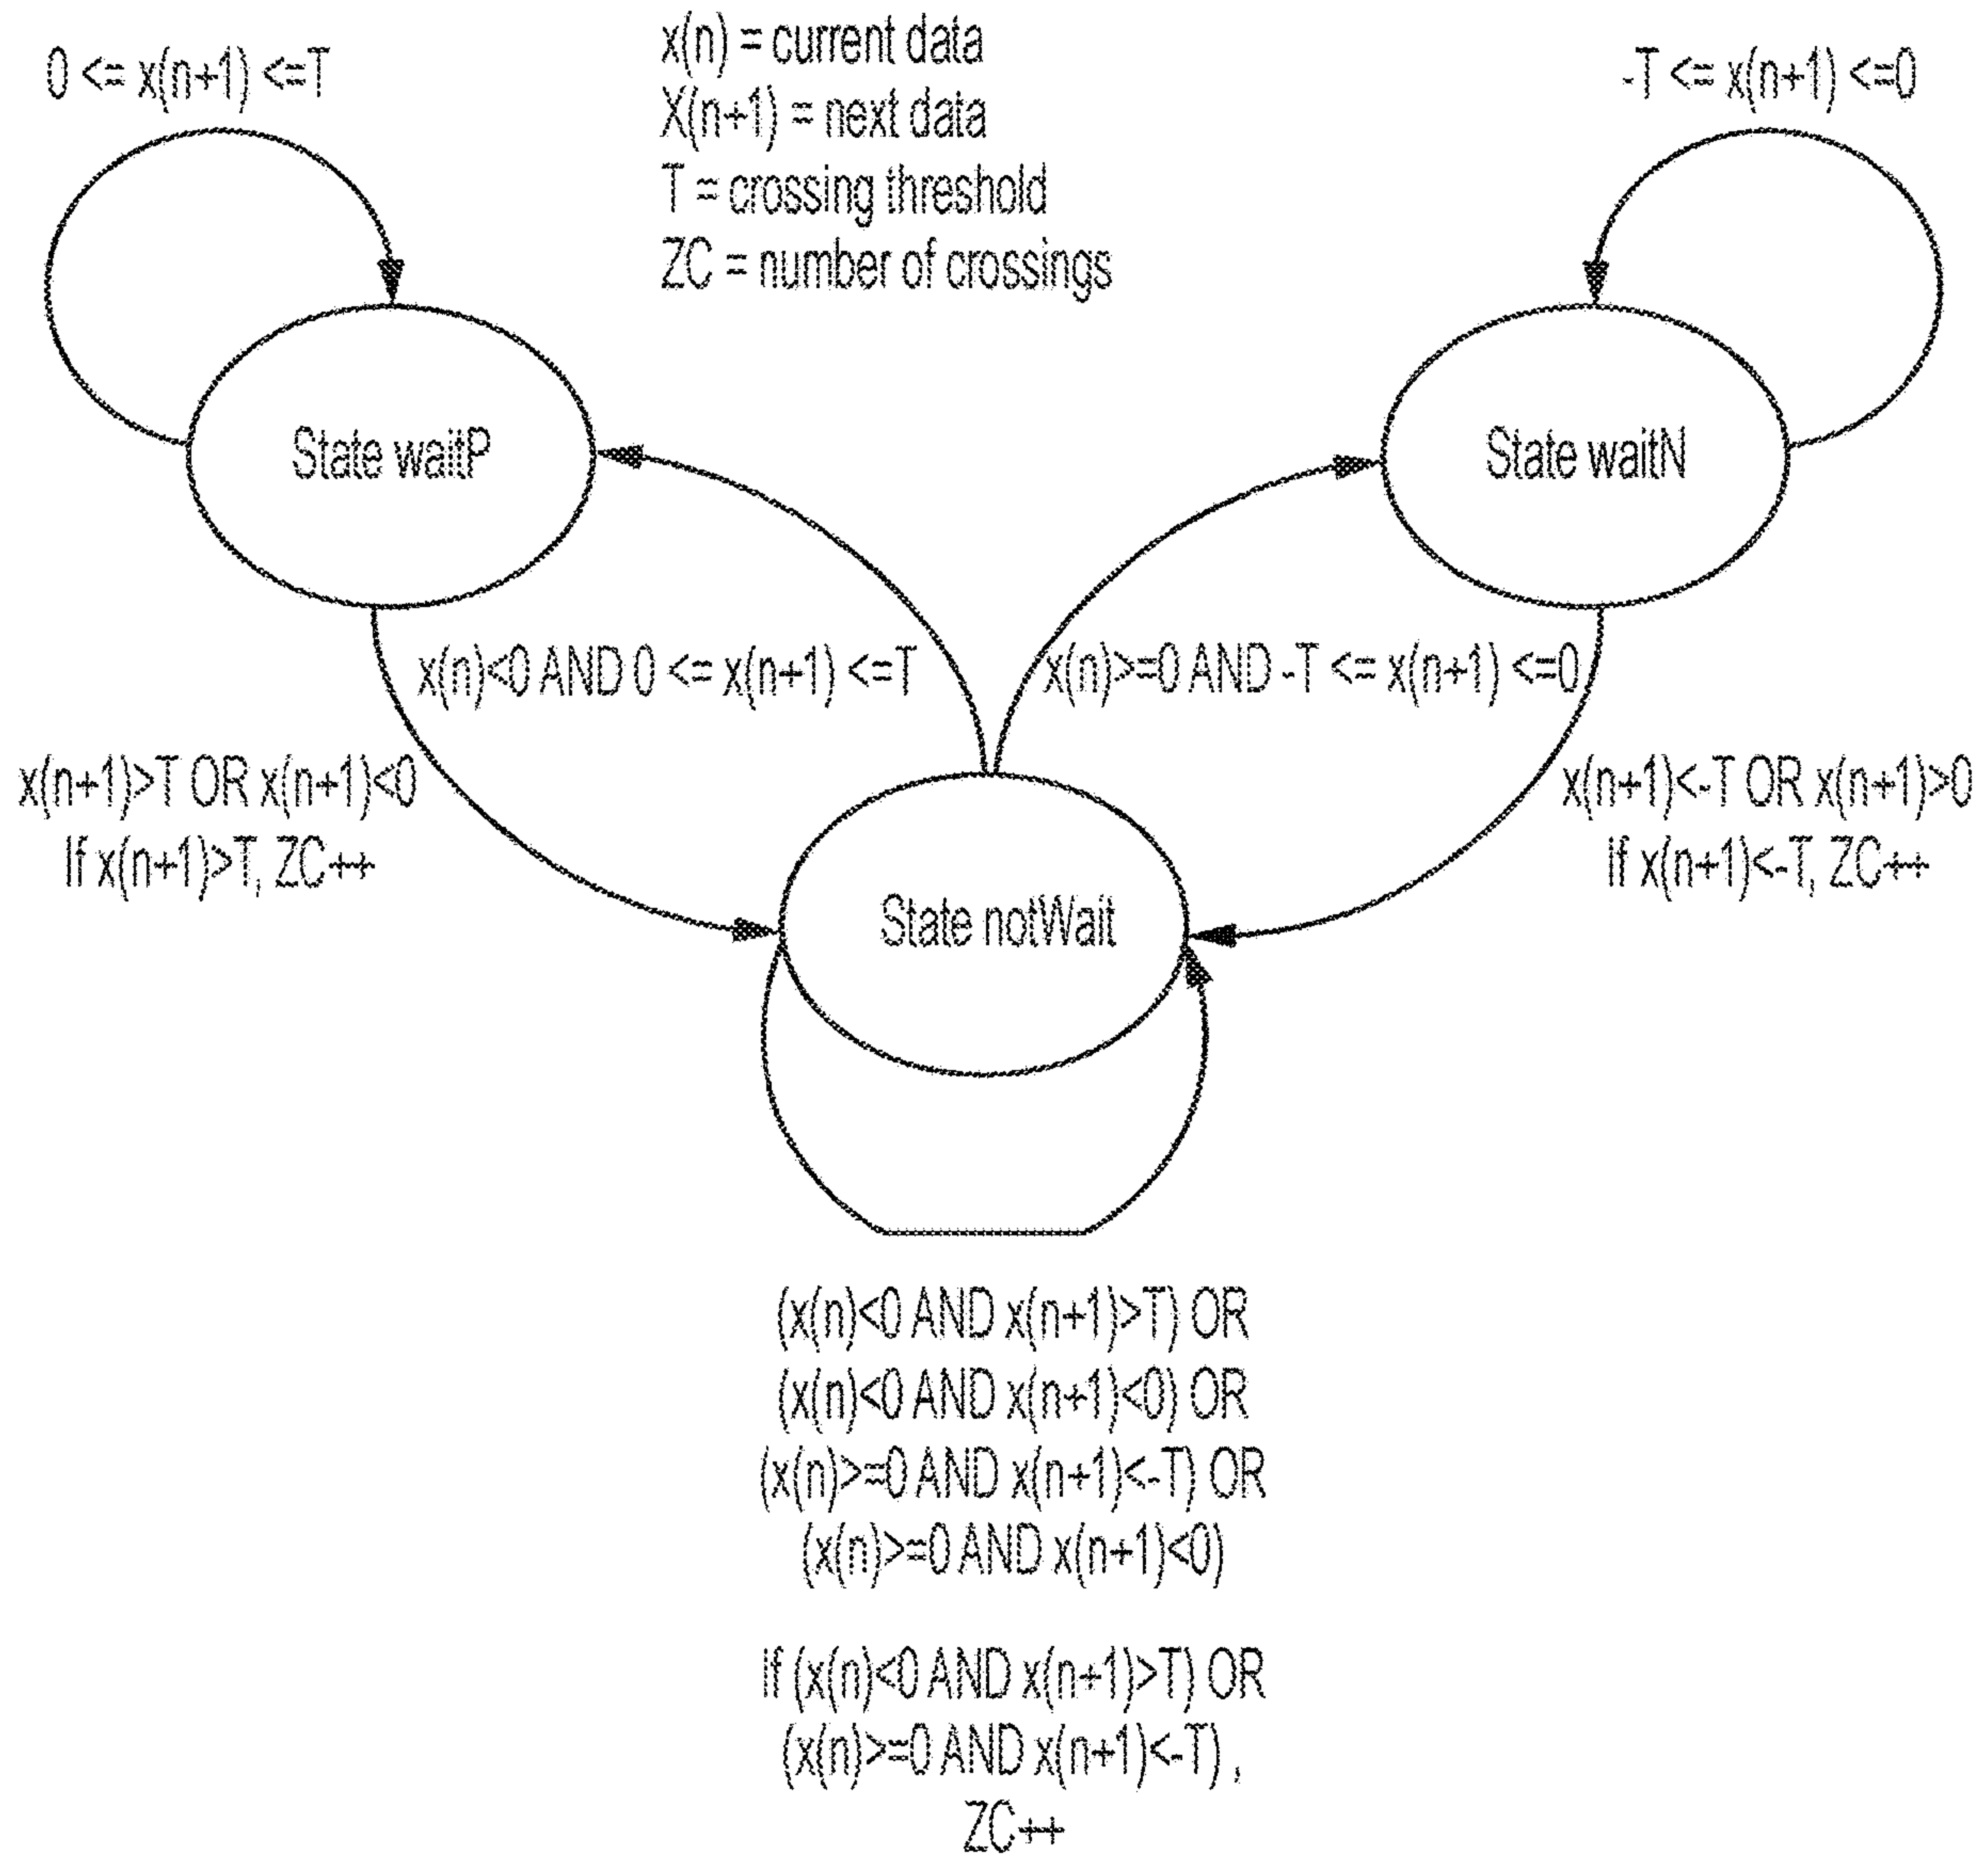 x(n) = current data
X(n+1) = next data
T = crossing threshold
ZC = number of crossings
0 <= x(n+1) <=T
-T <= x(n+1) <=0
State waitP
State waitN
x(n)<0 AND 0 <= x(n+1) <=T
x(n)>=0 AND -T <= x(n+1) <=0
x(n+1)>T OR x(n+1)<0
If x(n+1)>T, ZC++
x(n+1)<-T OR x(n+1)>0
If x(n+1)<-T, ZC++
State notWait
(x(n)<0 AND x(n+1)>T) OR
(x(n)<0 AND x(n+1)<0) OR
(x(n)>=0 AND x(n+1)<-T) OR
(x(n)>=0 AND x(n+1)<0)
If (x(n)<0 AND x(n+1)>T) OR
(x(n)>=0 AND x(n+1)<-T) ,
ZC++